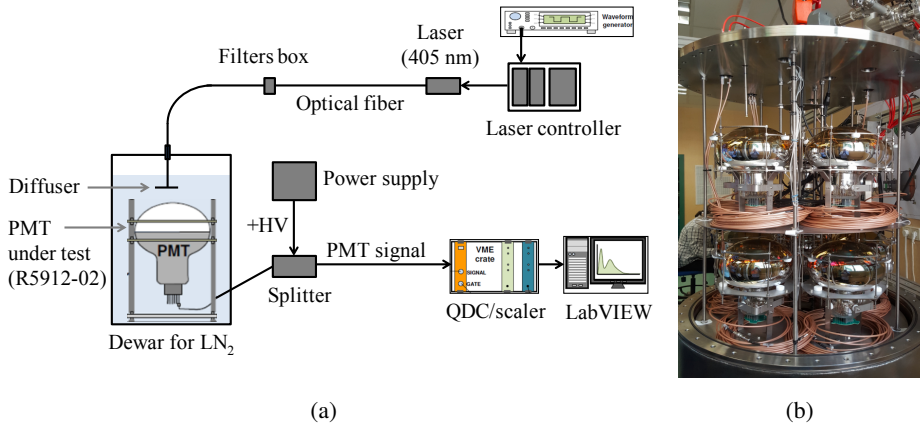 Waveform
generator
Laser
(405 nm)
Filters box
Optical fiber
Laser controller
Diffuser
Power supply
PMT
under test
(R5912-02)
PMT
+HV
PMT signal
VME
crate
SIGNAL
GATE
Splitter
QDC/scaler
LabVIEW
Dewar for LN₂
(a)
(b)